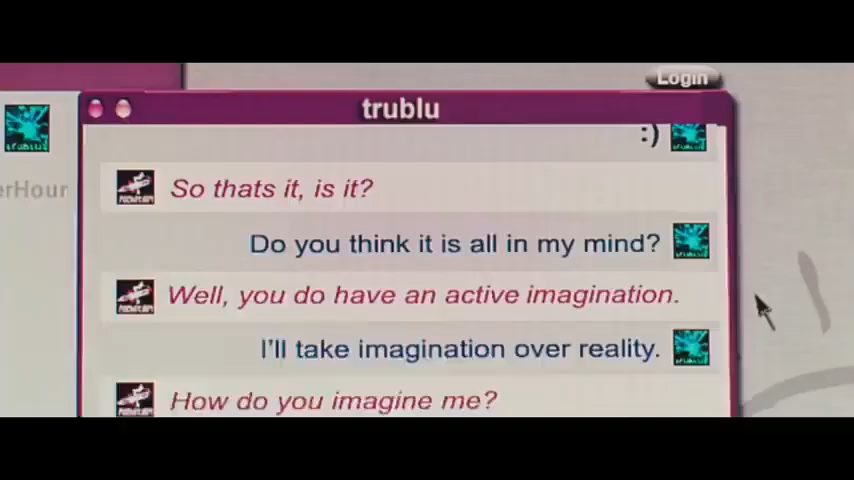 Login
trublu
:)
erHour
So thats it, is it?
Do you think it is all in my mind?
Well, you do have an active imagination.
I'll take imagination over reality.
How do you imagine me?